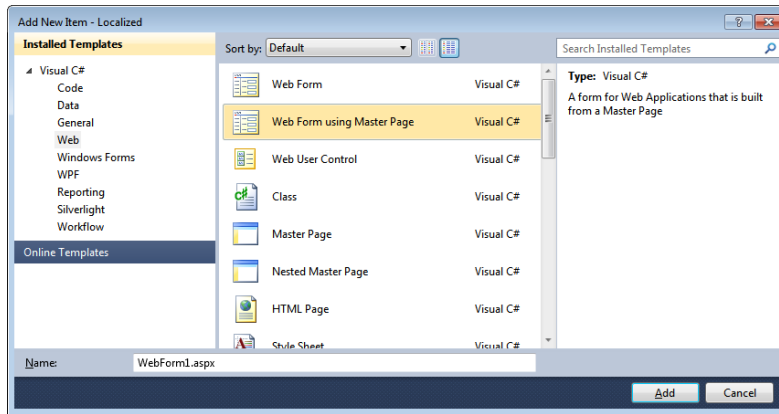 Add New Item - Localized
Installed Templates
Sort by: Default
Search Installed Templates
Visual C#
Code
Data
General
Web
Windows Forms
WPF
Reporting
Silverlight
Workflow
Online Templates
Web Form Visual C#
Web Form using Master Page Visual C#
Web User Control Visual C#
Class Visual C#
Master Page Visual C#
Nested Master Page Visual C#
HTML Page Visual C#
Style Sheet Visual C#
Type: Visual C#
A form for Web Applications that is built
from a Master Page
Name: WebForm1.aspx
Add Cancel